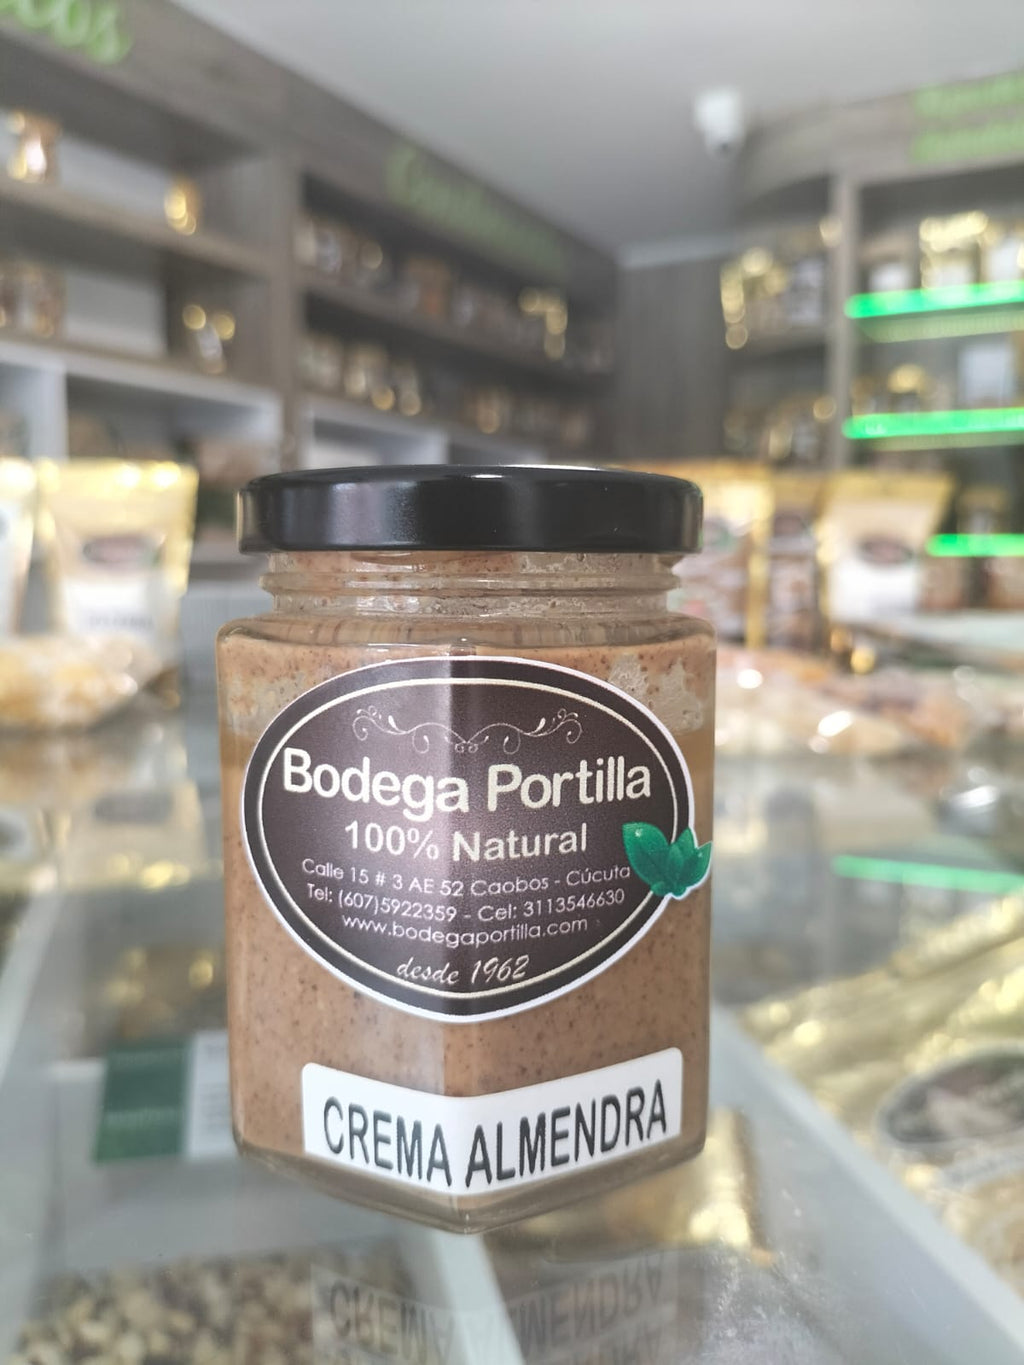 Bodega Portilla
100% Natural
Calle 15 # 3 AE 52 Caobos - Cúcuta
Tel: (607)5922359 - Cel: 3113546630
www.bodegaportilla.com
desde 1962
CREMA ALMENDRA